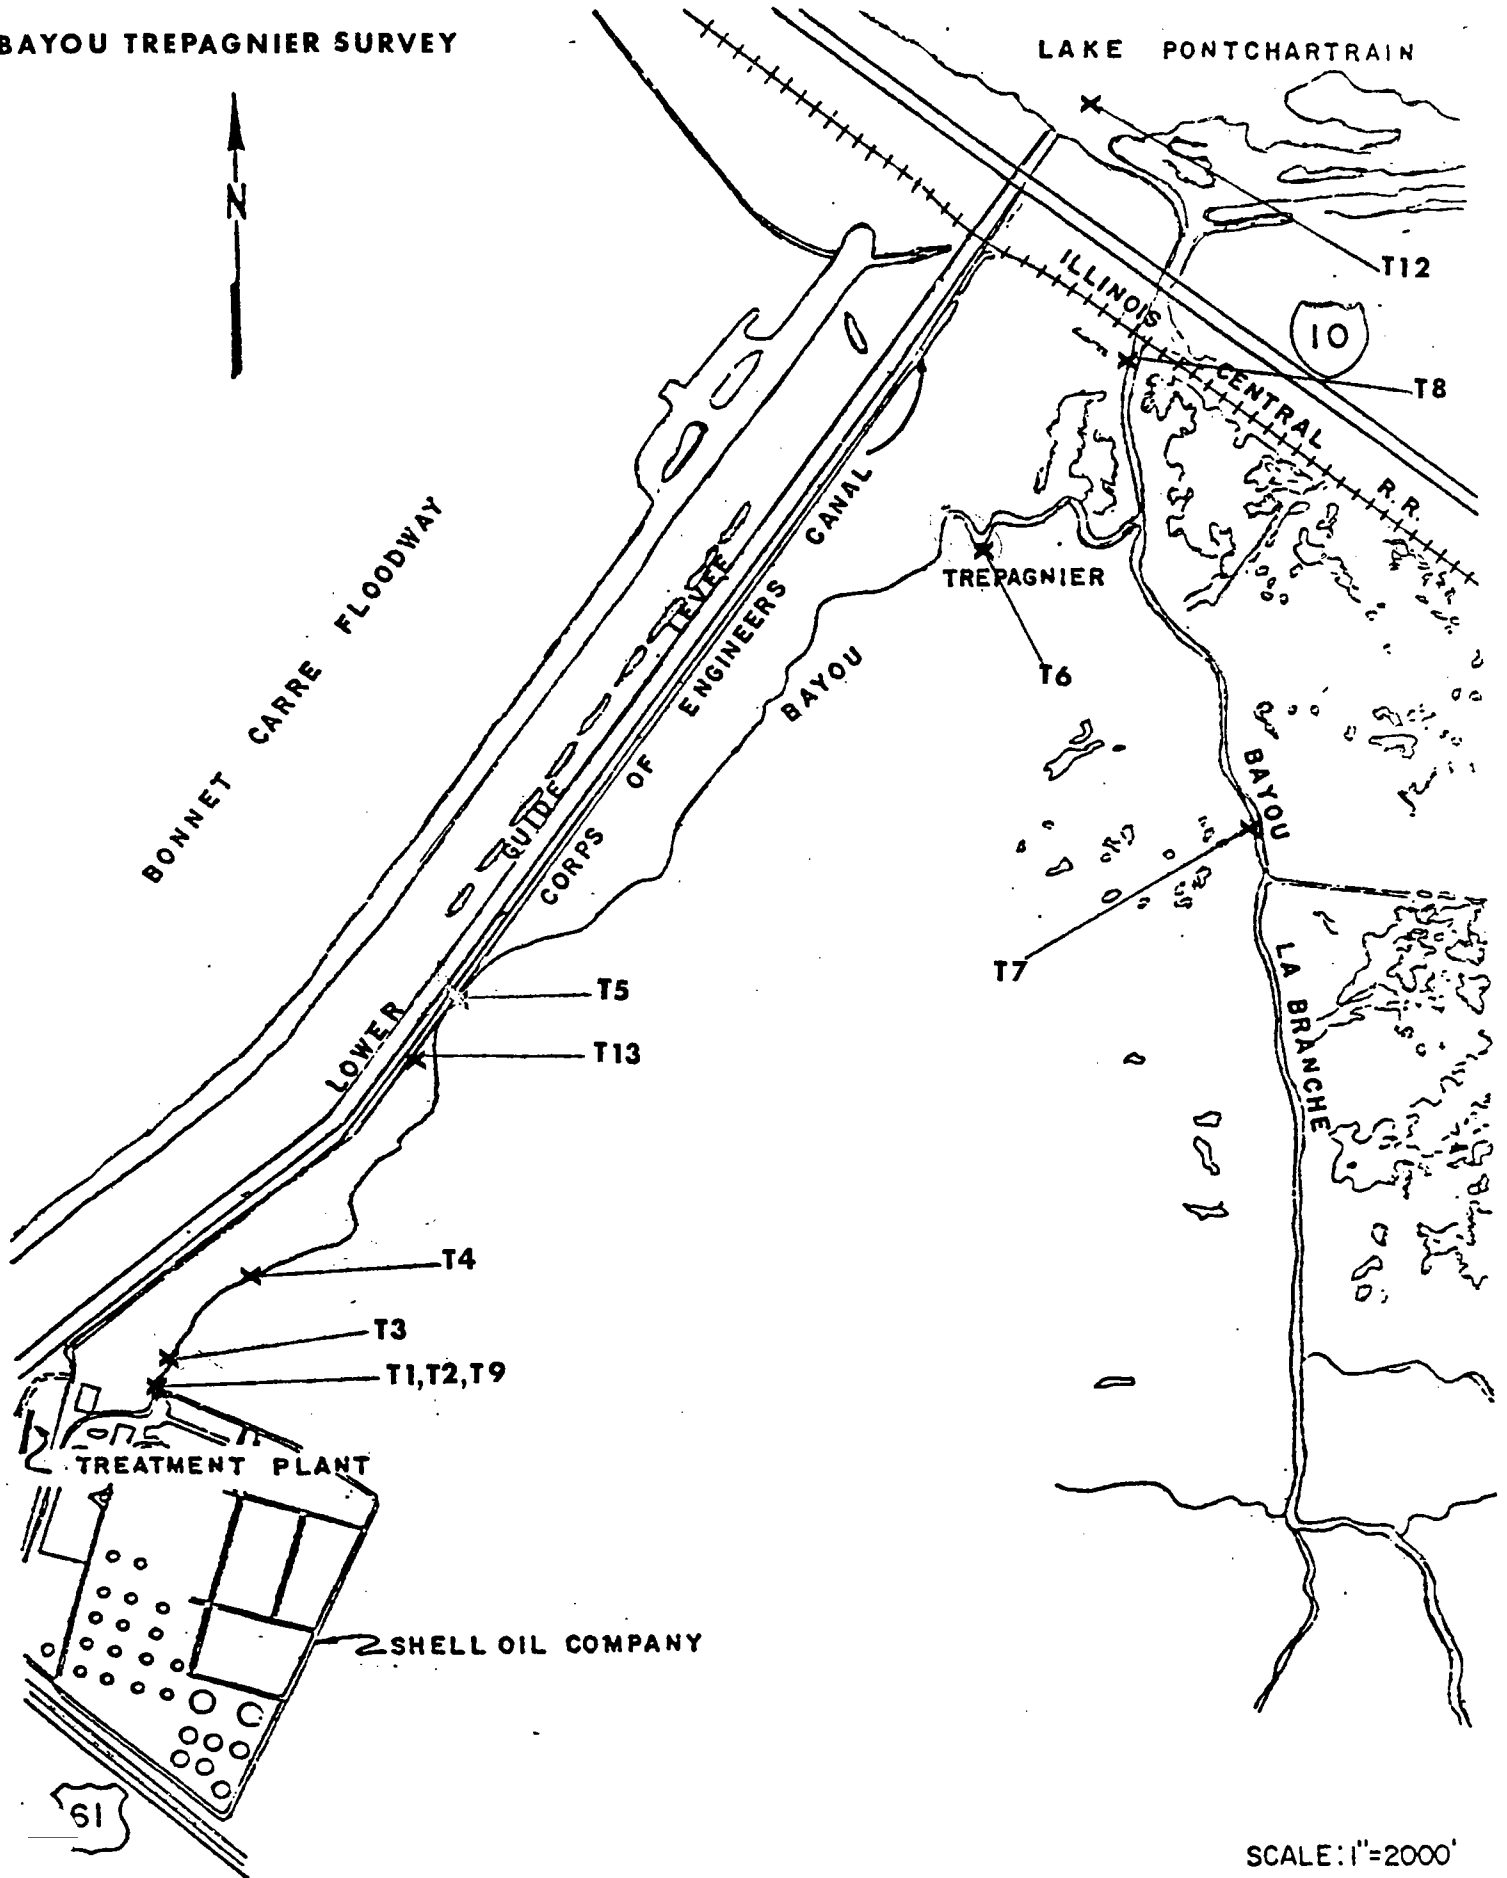 BAYOU TREPAGNIER SURVEY
LAKE PONTCHARTRAIN
N
T12
ILLINOIS CENTRAL R.R.
10
T8
BONNET CARRE FLOODWAY
LOWER GUIDE LEVEE
CORPS OF ENGINEERS CANAL
BAYOU TREPAGNIER
T6
BAYOU LA BRANCHE
T7
T5
T13
T4
T3
T1,T2,T9
TREATMENT PLANT
SHELL OIL COMPANY
61
SCALE: 1"=2000'